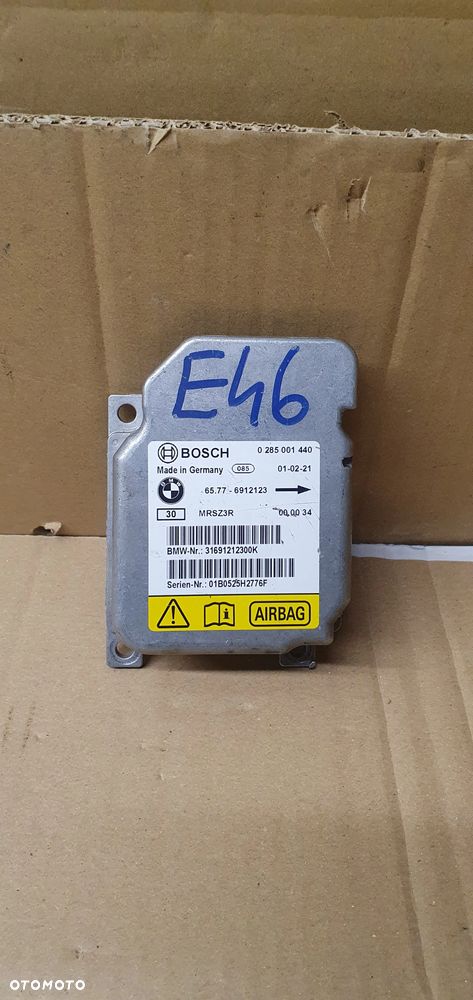 E46
BOSCH 0 285 001 440
Made in Germany 085 01-02-21
BMW 65.77 - 6912123
30 MRSZ3R 00 00 34
BMW-Nr.: 31691212300K
Serien-Nr.: 01B0525H2776F
AIRBAG
OTOMOTO